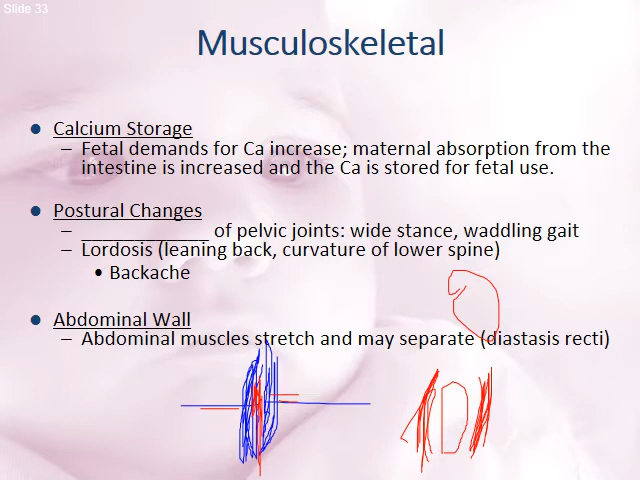 Slide 33
Musculoskeletal
• Calcium Storage
– Fetal demands for Ca increase; maternal absorption from the
intestine is increased and the Ca is stored for fetal use.
• Postural Changes
– ____________ of pelvic joints: wide stance, waddling gait
– Lordosis (leaning back, curvature of lower spine)
• Backache
• Abdominal Wall
– Abdominal muscles stretch and may separate (diastasis recti)